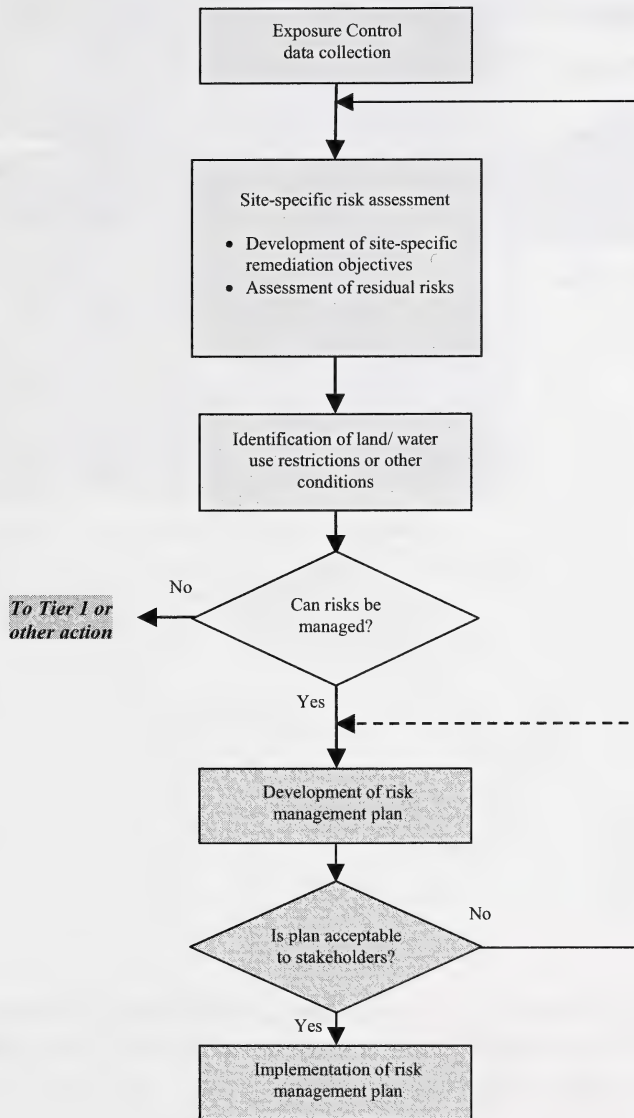 Exposure Control
data collection
Site-specific risk assessment
• Development of site-specific
remediation objectives
• Assessment of residual risks
Identification of land/ water
use restrictions or other
conditions
No
To Tier 1 or
other action
Can risks be
managed?
Yes
Development of risk
management plan
No
Is plan acceptable
to stakeholders?
Yes
Implementation of risk
management plan